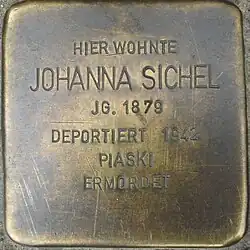 HIER WOHNTE
JOHANNA SICHEL
JG. 1879
DEPORTIERT 1942
PIASKI
ERMORDET